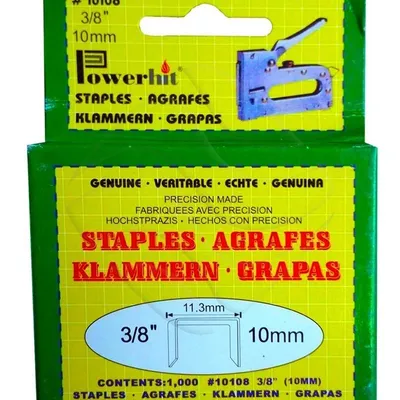 # 10108
3/8"
10mm
Powerhit
STAPLES · AGRAFES
KLAMMERN · GRAPAS
GENUINE · VERITABLE · ECHTE · GENUINA
PRECISION MADE
FABRIQUEES AVEC PRECISION
HOCHSTPRAZIS · HECHOS CON PRECISION
STAPLES · AGRAFES
KLAMMERN · GRAPAS
11.3mm
3/8" 10mm
CONTENTS:1,000 #10108 3/8" (10MM)
STAPLES · AGRAFES · KLAMMERN · GRAPAS